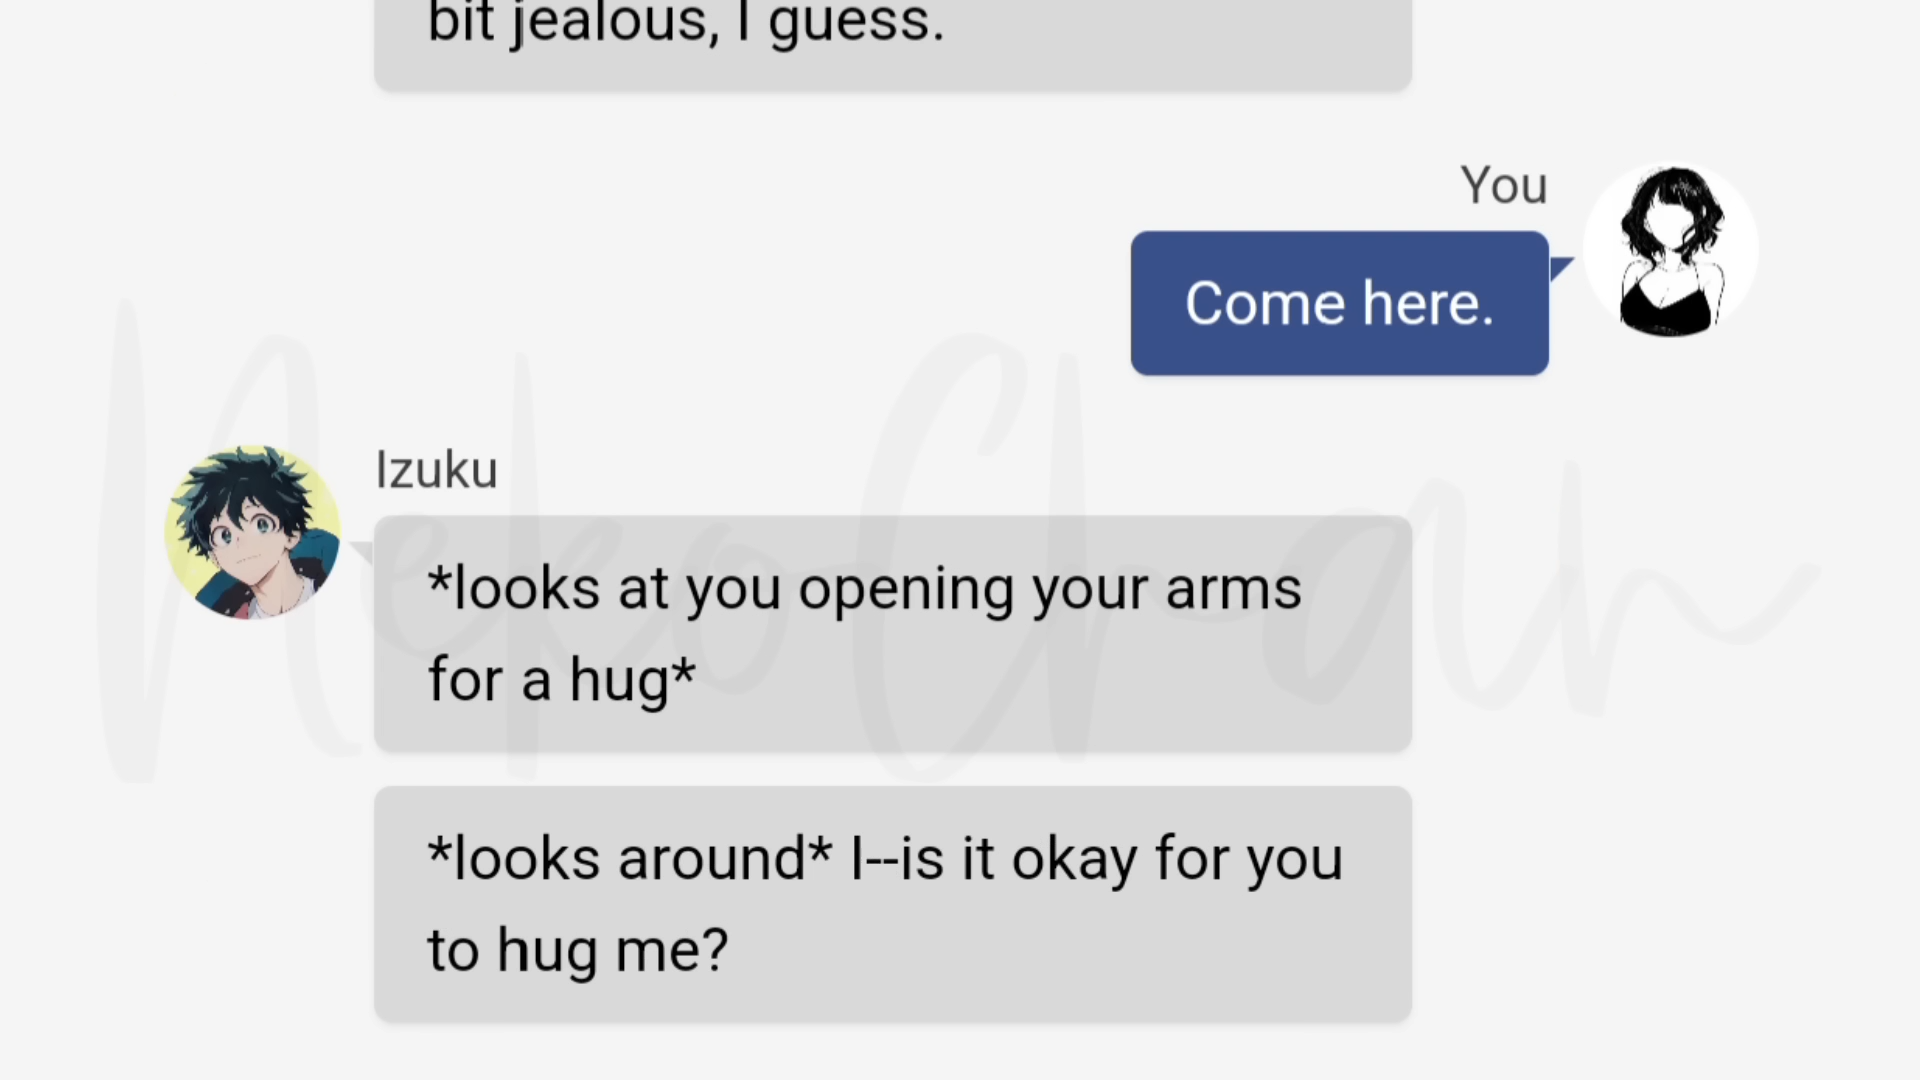 bit jealous, I guess.
You
Come here.
Izuku
*looks at you opening your arms
for a hug*
*looks around* I--is it okay for you
to hug me?
NekoChan